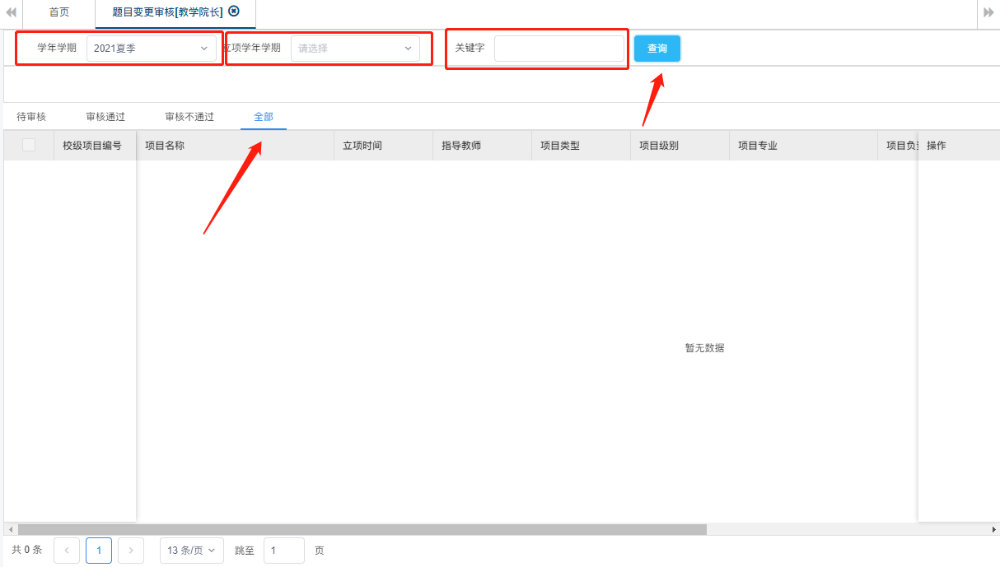 首页 题目变更审核[教学院长]
学年学期 2021夏季 立项学年学期 请选择 关键字 查询
待审核 审核通过 审核不通过 全部
校级项目编号 项目名称 立项时间 指导教师 项目类型 项目级别 项目专业 项目负 操作
暂无数据
共 0 条 1 13 条/页 跳至 1 页